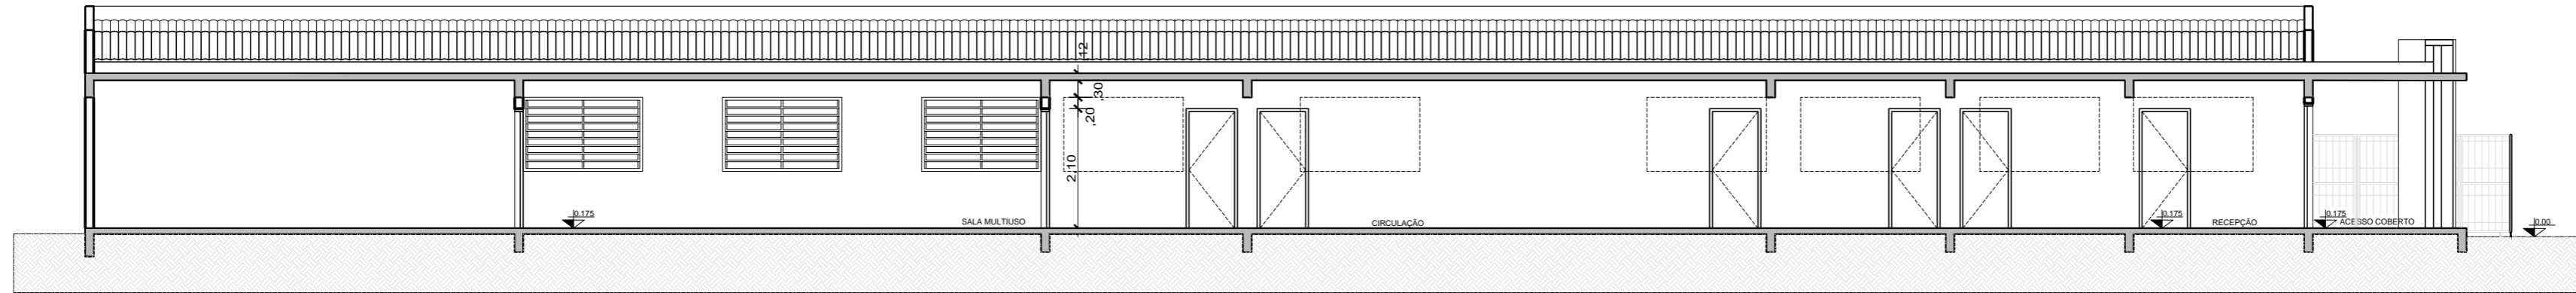 ,12
,30
,20
2,10
0.175
SALA MULTIUSO
CIRCULAÇÃO
0.175
RECEPÇÃO
0.175
ACESSO COBERTO
0.00